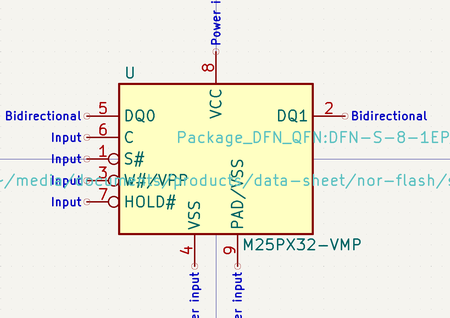 Power i
U
8
VCC
Bidirectional 5 DQ0 DQ1 2 Bidirectional
Input 6 C Package_DFN_QFN:DFN-S-8-1EP
Input 1 S#
Input 3 W#/VPP
~/media/documents/products/data-sheet/nor-flash/s
Input 7 HOLD#
VSS PAD/VSS
4 9 M25PX32-VMP
er input er input